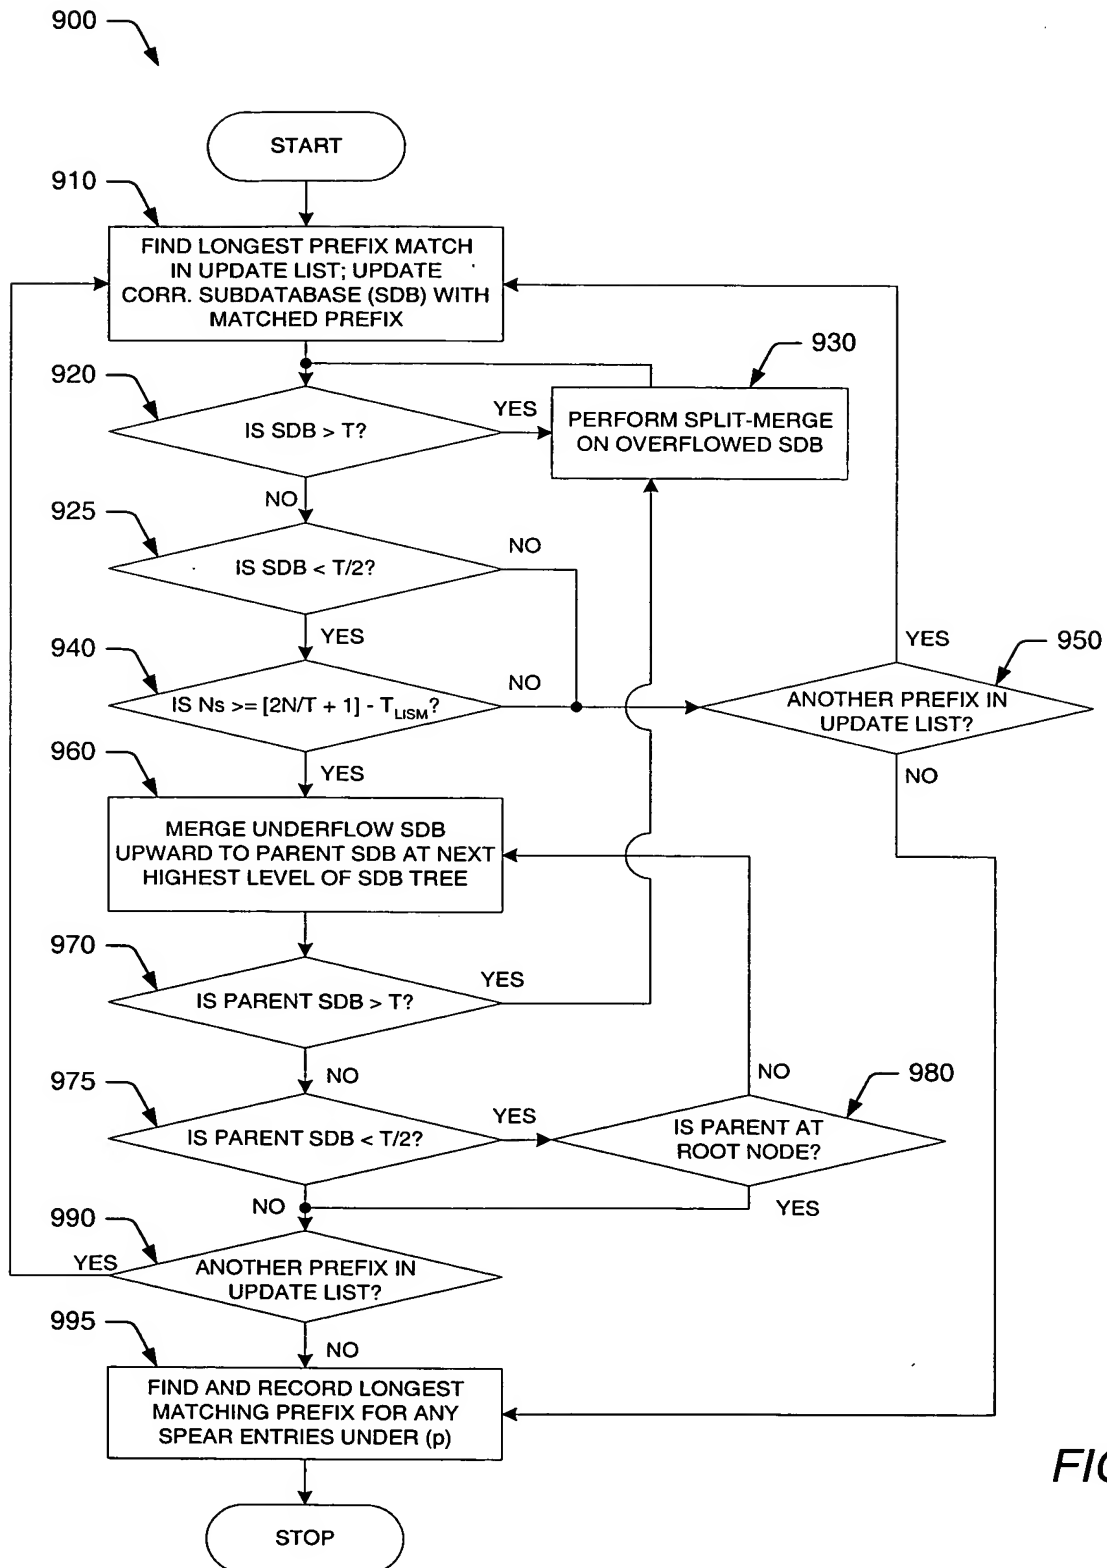 900
START
910
FIND LONGEST PREFIX MATCH
IN UPDATE LIST; UPDATE
CORR. SUBDATABASE (SDB) WITH
MATCHED PREFIX
930
920
YES
PERFORM SPLIT-MERGE
ON OVERFLOWED SDB
IS SDB > T?
NO
925
NO
IS SDB < T/2?
YES
940
NO
YES
950
IS Ns >= [2N/T + 1] - TLISM?
ANOTHER PREFIX IN
UPDATE LIST?
960
YES
NO
MERGE UNDERFLOW SDB
UPWARD TO PARENT SDB AT NEXT
HIGHEST LEVEL OF SDB TREE
970
YES
IS PARENT SDB > T?
NO
975
NO
980
YES
IS PARENT SDB < T/2?
IS PARENT AT
ROOT NODE?
NO
YES
990
YES
ANOTHER PREFIX IN
UPDATE LIST?
995
NO
FIND AND RECORD LONGEST
MATCHING PREFIX FOR ANY
SPEAR ENTRIES UNDER (p)
STOP